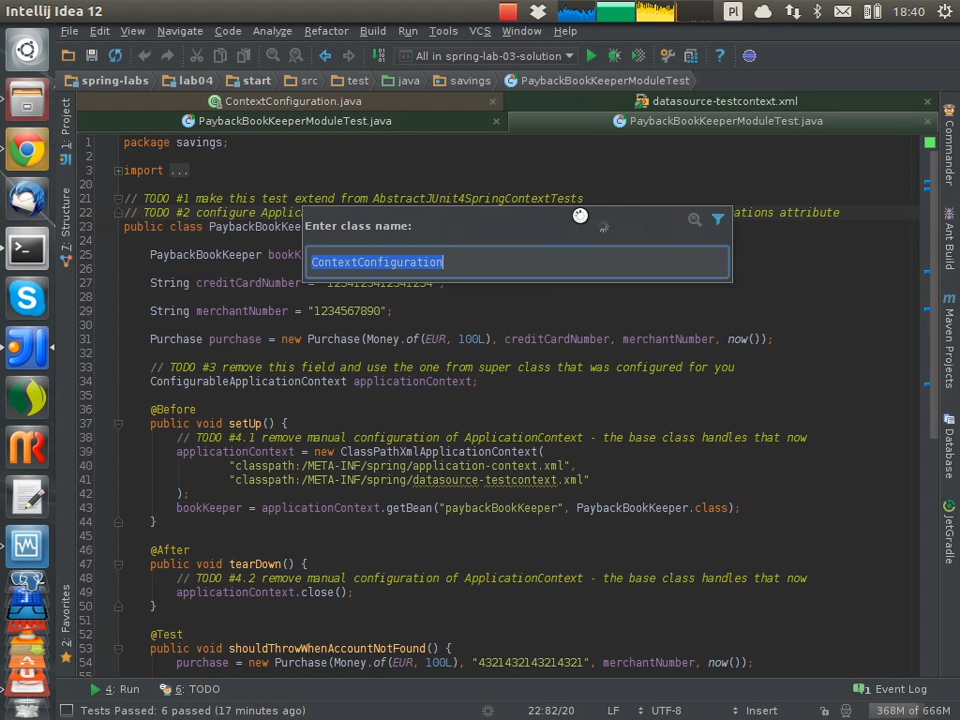 Intellij Idea 12
Pl
18:40
File Edit View Navigate Code Analyze Refactor Build Run Tools VCS Window Help
All in spring-lab-03-solution
spring-labs lab04 start src test java savings PaybackBookKeeperModuleTest
ContextConfiguration.java
datasource-testcontext.xml
PaybackBookKeeperModuleTest.java
PaybackBookKeeperModuleTest.java
1: Project
7: Structure
2: Favorites
Commander
Ant Build
Maven Projects
Database
JetGradle
1 package savings;
2
3 import ...
20
21 // TODO #1 make this test extend from AbstractJUnit4SpringContextTests
22 // TODO #2 configure Applic ations attribute
23 public class PaybackBookKee
24
25 PaybackBookKeeper bookK
26
27 String creditCardNumber = "1234123412341234";
28
29 String merchantNumber = "1234567890";
30
31 Purchase purchase = new Purchase(Money.of(EUR, 100L), creditCardNumber, merchantNumber, now());
32
33 // TODO #3 remove this field and use the one from super class that was configured for you
34 ConfigurableApplicationContext applicationContext;
35
36 @Before
37 public void setUp() {
38 // TODO #4.1 remove manual configuration of ApplicationContext - the base class handles that now
39 applicationContext = new ClassPathXmlApplicationContext(
40 "classpath:/META-INF/spring/application-context.xml",
41 "classpath:/META-INF/spring/datasource-testcontext.xml"
42 );
43 bookKeeper = applicationContext.getBean("paybackBookKeeper", PaybackBookKeeper.class);
44 }
45
46 @After
47 public void tearDown() {
48 // TODO #4.2 remove manual configuration of ApplicationContext - the base class handles that now
49 applicationContext.close();
50 }
51
52 @Test
53 public void shouldThrowWhenAccountNotFound() {
54 purchase = new Purchase(Money.of(EUR, 100L), "4321432143214321", merchantNumber, now());
Enter class name:
ContextConfiguration
4: Run 6: TODO
1 Event Log
Tests Passed: 6 passed (17 minutes ago)
22:82/20 LF UTF-8 Insert 368M of 666M